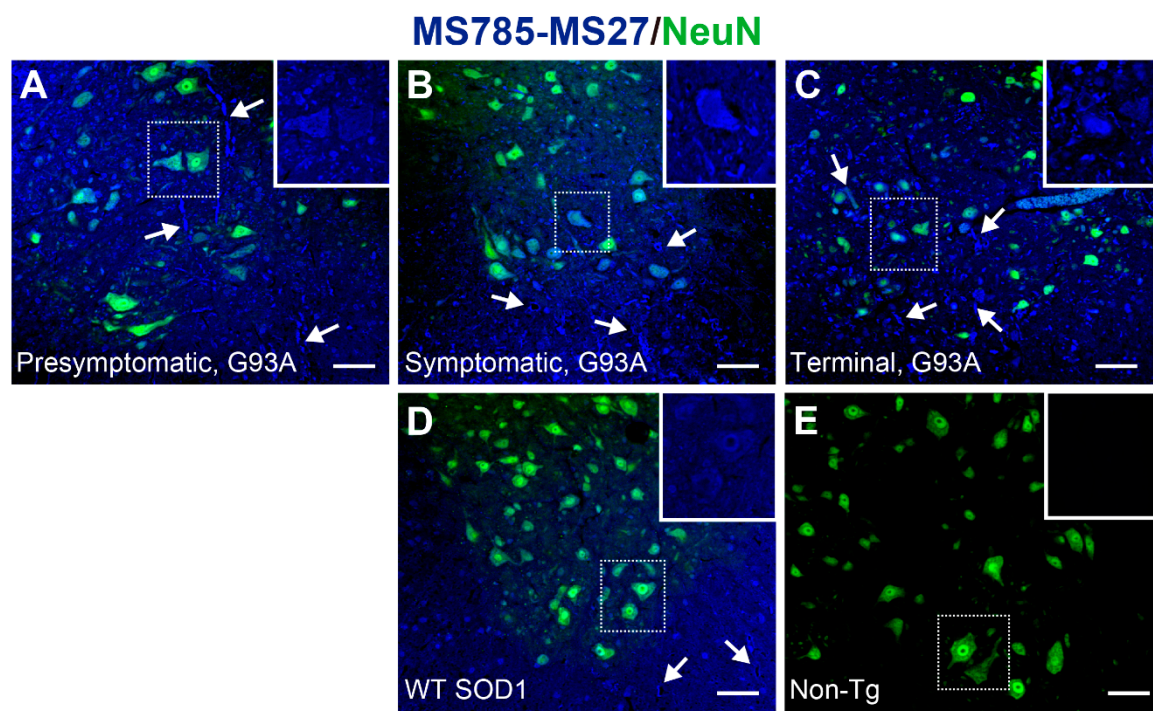 MS785-MS27/NeuN
A
B
C
Presymptomatic, G93A
Symptomatic, G93A
Terminal, G93A
D
E
WT SOD1
Non-Tg